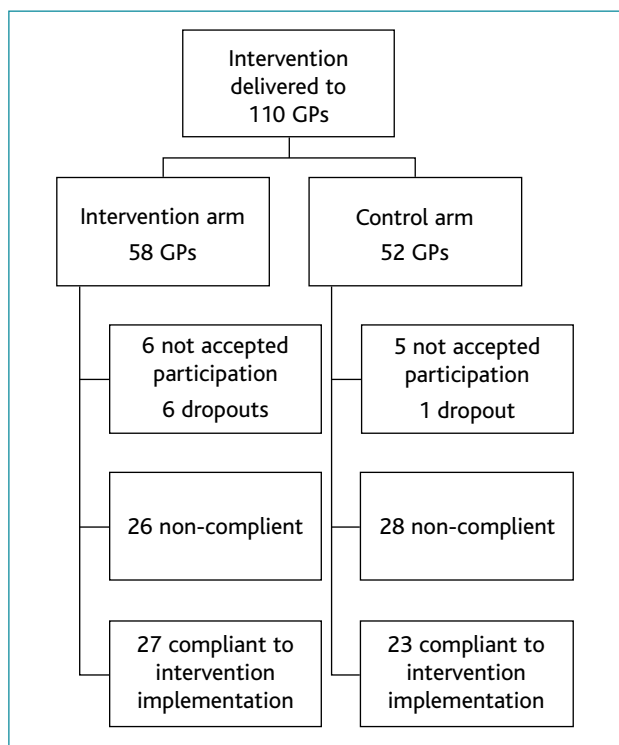 Intervention
delivered to
110 GPs
Intervention arm
58 GPs
Control arm
52 GPs
6 not accepted
participation
6 dropouts
5 not accepted
participation
1 dropout
26 non-complient
28 non-compliant
27 compliant to
intervention
implementation
23 compliant to
intervention
implementation